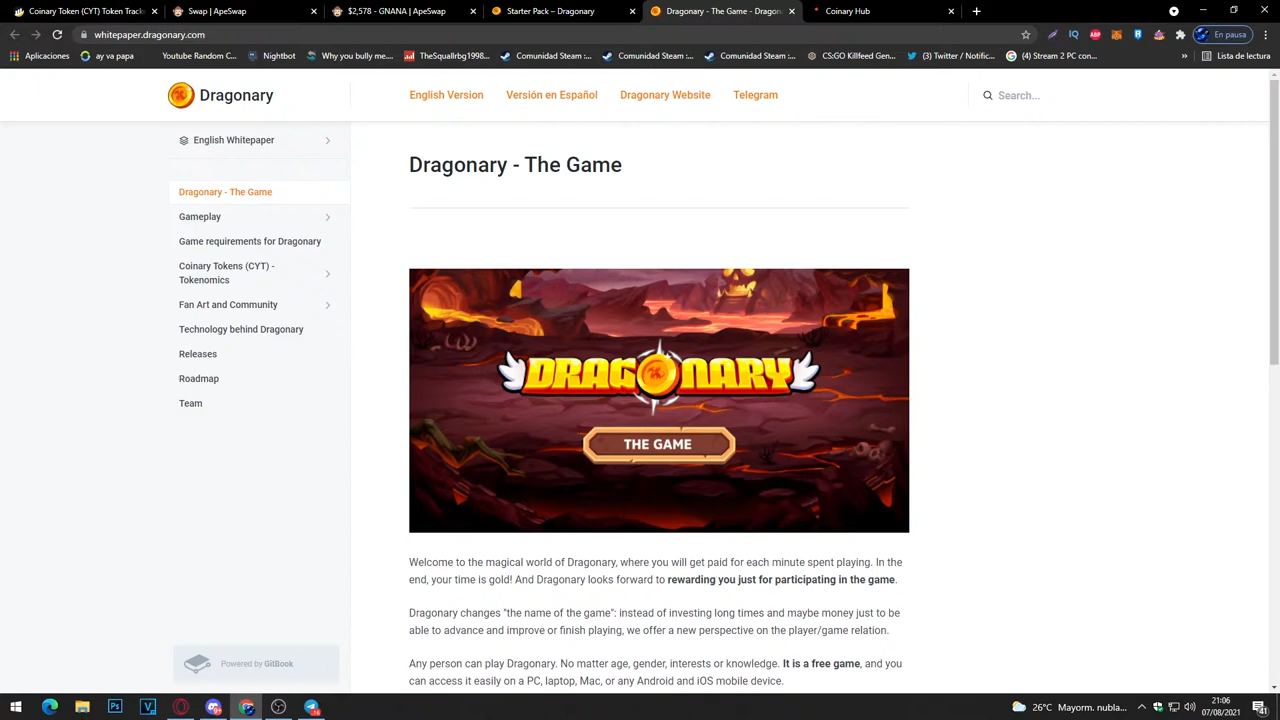 Coinary Token (CYT) Token Tracke
Swap | ApeSwap
$2,578 - GNANA | ApeSwap
Starter Pack – Dragonary
Dragonary - The Game - Dragona
Coinary Hub
whitepaper.dragonary.com
En pausa
Aplicaciones
ay va papa
Youtube Random C...
Nightbot
Why you bully me....
TheSquallrbg1998...
Comunidad Steam :...
Comunidad Steam :...
Comunidad Steam :...
CS:GO Killfeed Gen...
(3) Twitter / Notific...
(4) Stream 2 PC con...
Lista de lectura
Dragonary
English Version
Versión en Español
Dragonary Website
Telegram
Search...
English Whitepaper
Dragonary - The Game
Gameplay
Game requirements for Dragonary
Coinary Tokens (CYT) -
Tokenomics
Fan Art and Community
Technology behind Dragonary
Releases
Roadmap
Team
Powered by GitBook
Dragonary - The Game
DRAGONARY
THE GAME
Welcome to the magical world of Dragonary, where you will get paid for each minute spent playing. In the
end, your time is gold! And Dragonary looks forward to rewarding you just for participating in the game.
Dragonary changes "the name of the game": instead of investing long times and maybe money just to be
able to advance and improve or finish playing, we offer a new perspective on the player/game relation.
Any person can play Dragonary. No matter age, gender, interests or knowledge. It is a free game, and you
can access it easily on a PC, laptop, Mac, or any Android and iOS mobile device.
26°C Mayorm. nubla...
21:06
07/08/2021